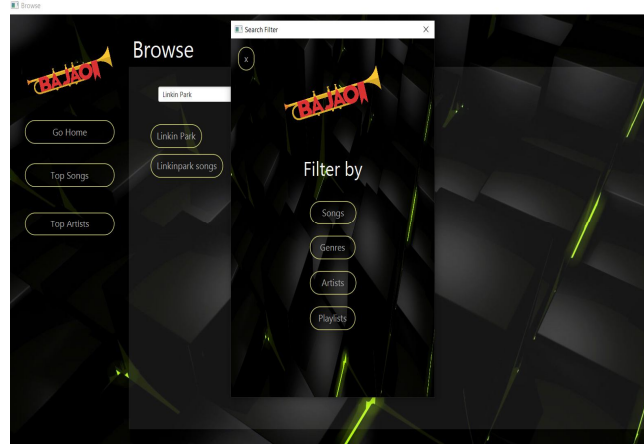 Browse
Search Filter
X
Browse
x
BAJAO!
BAJAO!
Linkin Park
Go Home
Linkin Park
Linkinpark songs
Filter by
Top Songs
Songs
Top Artists
Genres
Artists
Playlists